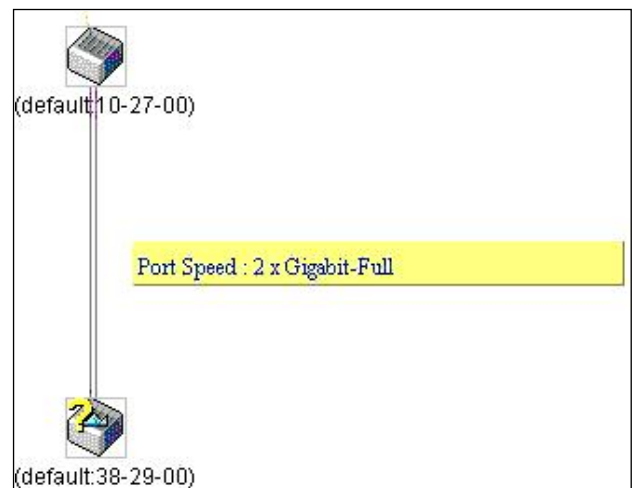 (default:10-27-00)
Port Speed : 2 x Gigabit-Full
?
(default:38-29-00)